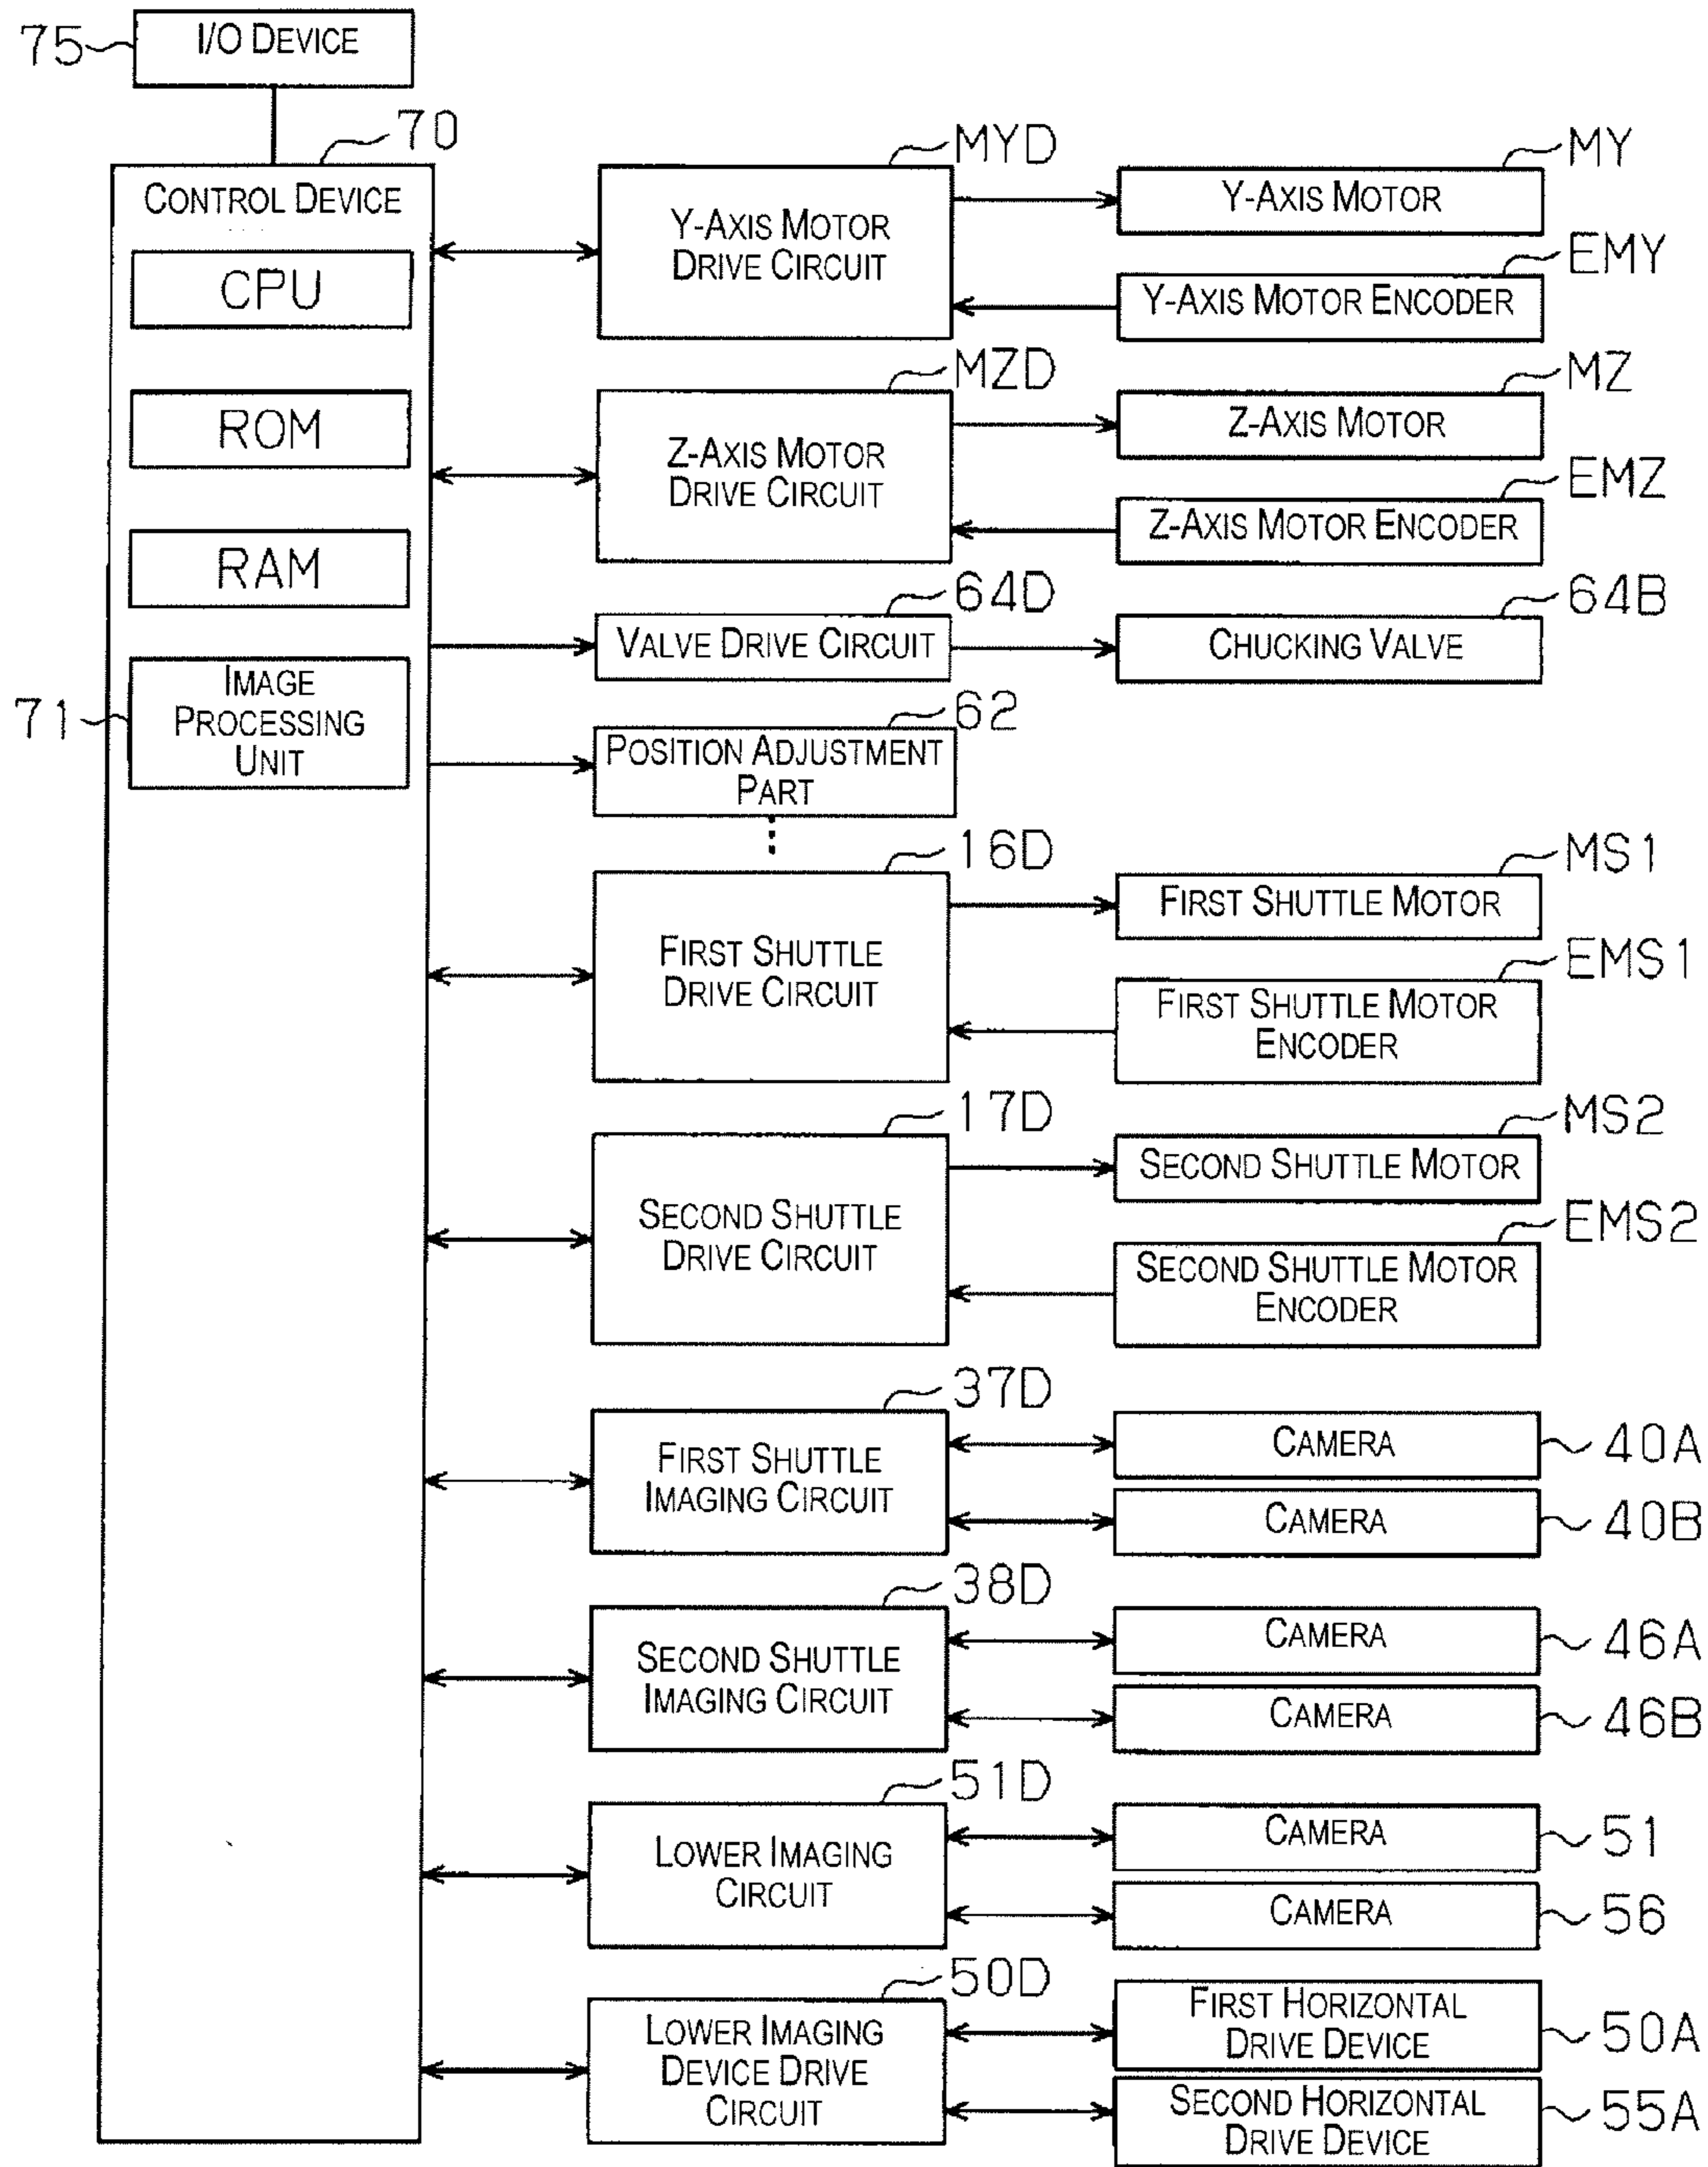 75
I/O DEVICE
70
CONTROL DEVICE
CPU
ROM
RAM
71
IMAGE
PROCESSING
UNIT
MYD
Y-AXIS MOTOR
DRIVE CIRCUIT
MY
Y-AXIS MOTOR
EMY
Y-AXIS MOTOR ENCODER
MZD
Z-AXIS MOTOR
DRIVE CIRCUIT
MZ
Z-AXIS MOTOR
EMZ
Z-AXIS MOTOR ENCODER
64D
VALVE DRIVE CIRCUIT
64B
CHUCKING VALVE
62
POSITION ADJUSTMENT
PART
16D
FIRST SHUTTLE
DRIVE CIRCUIT
MS1
FIRST SHUTTLE MOTOR
EMS1
FIRST SHUTTLE MOTOR
ENCODER
17D
SECOND SHUTTLE
DRIVE CIRCUIT
MS2
SECOND SHUTTLE MOTOR
EMS2
SECOND SHUTTLE MOTOR
ENCODER
37D
FIRST SHUTTLE
IMAGING CIRCUIT
CAMERA
40A
CAMERA
40B
38D
SECOND SHUTTLE
IMAGING CIRCUIT
CAMERA
46A
CAMERA
46B
51D
LOWER IMAGING
CIRCUIT
CAMERA
51
CAMERA
56
50D
LOWER IMAGING
DEVICE DRIVE
CIRCUIT
FIRST HORIZONTAL
DRIVE DEVICE
50A
SECOND HORIZONTAL
DRIVE DEVICE
55A